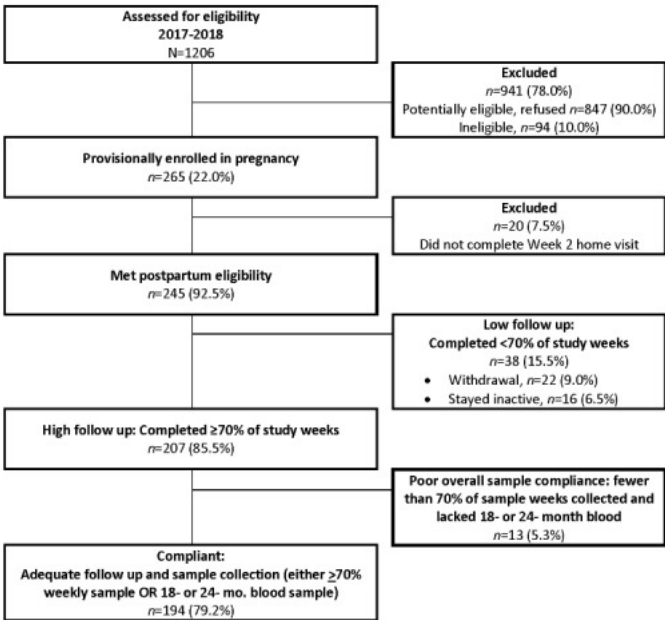 Assessed for eligibility
2017-2018
N=1206
Excluded
n=941 (78.0%)
Potentially eligible, refused n=847 (90.0%)
Ineligible, n=94 (10.0%)
Provisionally enrolled in pregnancy
n=265 (22.0%)
Excluded
n=20 (7.5%)
Did not complete Week 2 home visit
Met postpartum eligibility
n=245 (92.5%)
Low follow up:
Completed <70% of study weeks
n=38 (15.5%)
• Withdrawal, n=22 (9.0%)
• Stayed inactive, n=16 (6.5%)
High follow up: Completed ≥70% of study weeks
n=207 (85.5%)
Poor overall sample compliance: fewer
than 70% of sample weeks collected and
lacked 18- or 24- month blood
n=13 (5.3%)
Compliant:
Adequate follow up and sample collection (either ≥70%
weekly sample OR 18- or 24- mo. blood sample)
n=194 (79.2%)